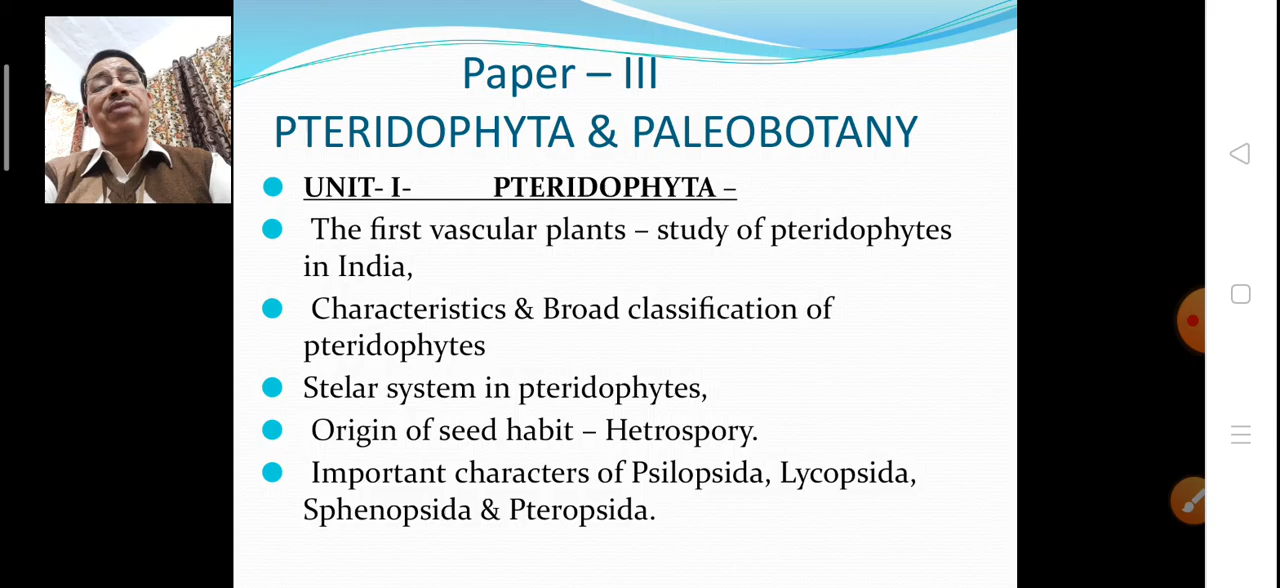 Paper – III
PTERIDOPHYTA & PALEOBOTANY
UNIT- I- PTERIDOPHYTA –
The first vascular plants – study of pteridophytes
in India,
Characteristics & Broad classification of
pteridophytes
Stelar system in pteridophytes,
Origin of seed habit – Hetrospory.
Important characters of Psilopsida, Lycopsida,
Sphenopsida & Pteropsida.